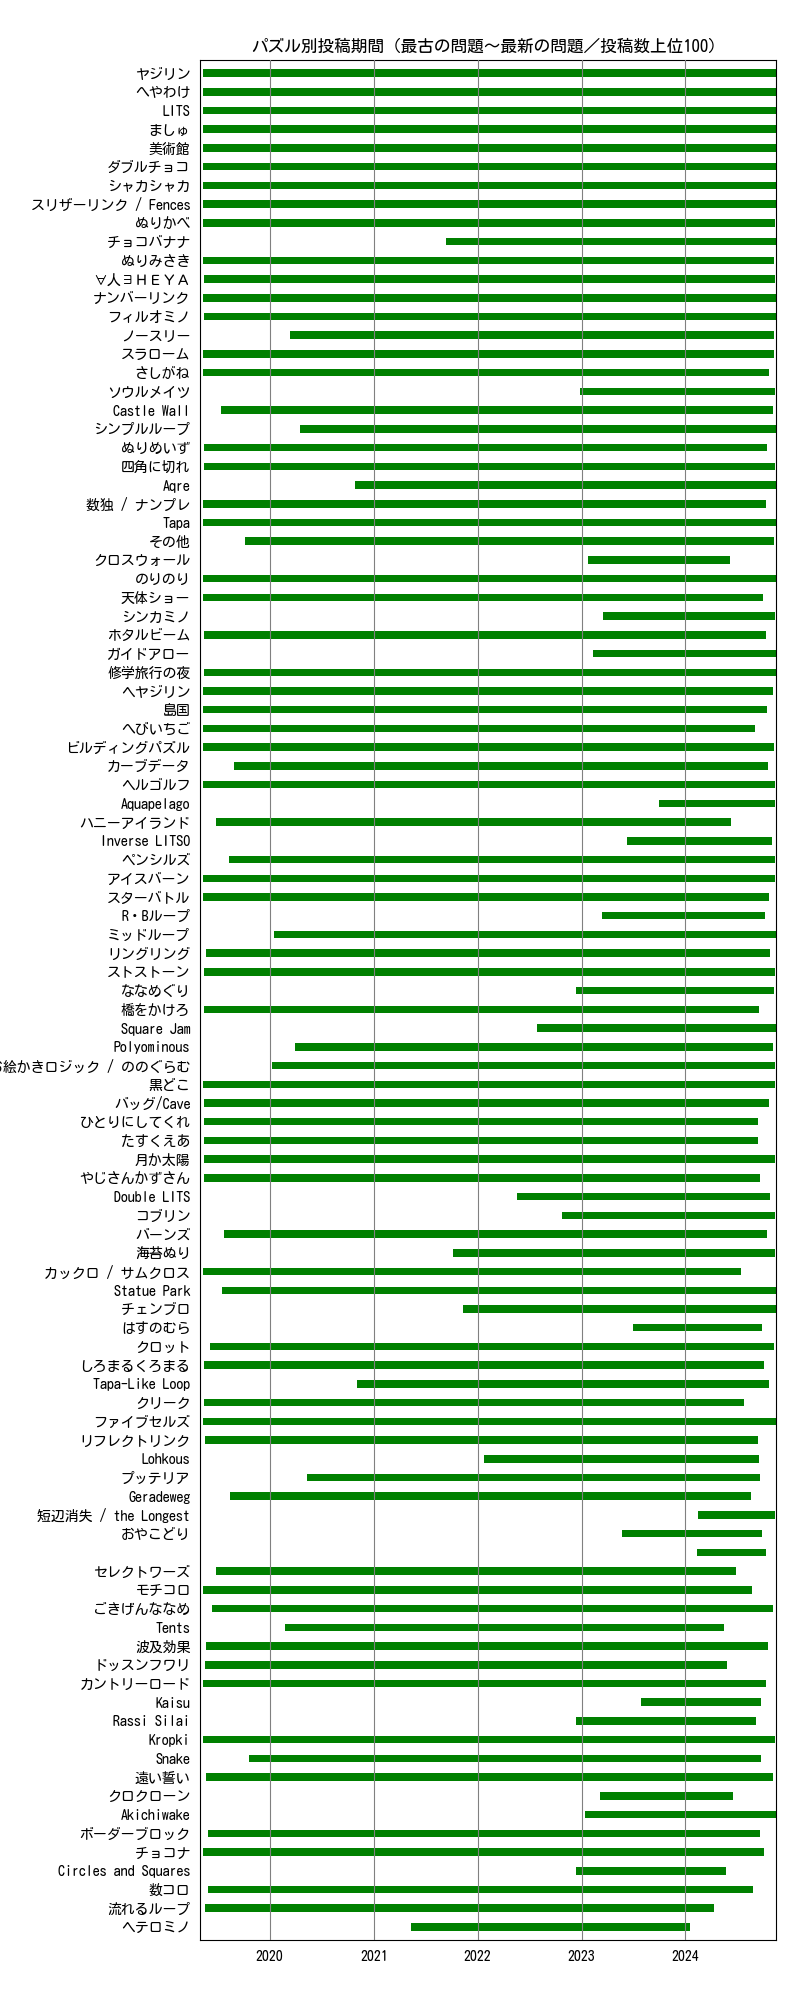 パズル別投稿期間（最古の問題～最新の問題／投稿数上位100）
ヤジリン
へやわけ
LITS
ましゅ
美術館
ダブルチョコ
シャカシャカ
スリザーリンク / Fences
ぬりかべ
チョコバナナ
ぬりみさき
∀人∃ＨＥＹＡ
ナンバーリンク
フィルオミノ
ノースリー
スラローム
さしがね
ソウルメイツ
Castle Wall
シンプルループ
ぬりめいず
四角に切れ
Aqre
数独 / ナンプレ
Tapa
その他
クロスウォール
のりのり
天体ショー
シンカミノ
ホタルビーム
ガイドアロー
修学旅行の夜
ヘヤジリン
島国
へびいちご
ビルディングパズル
カーブデータ
ヘルゴルフ
Aquapelago
ハニーアイランド
Inverse LITSO
ペンシルズ
アイスバーン
スターバトル
R・Bループ
ミッドループ
リングリング
ストストーン
ななめぐり
橋をかけろ
Square Jam
Polyominous
絵かきロジック / ののぐらむ
黒どこ
バッグ/Cave
ひとりにしてくれ
たすくえあ
月か太陽
やじさんかずさん
Double LITS
コブリン
バーンズ
海苔ぬり
カックロ / サムクロス
Statue Park
チェンブロ
はすのむら
クロット
しろまるくろまる
Tapa-Like Loop
クリーク
ファイブセルズ
リフレクトリンク
Lohkous
プッテリア
Geradeweg
短辺消失 / the Longest
おやこどり
セレクトワーズ
モチコロ
ごきげんななめ
Tents
波及効果
ドッスンフワリ
カントリーロード
Kaisu
Rassi Silai
Kropki
Snake
遠い誓い
クロクローン
Akichiwake
ボーダーブロック
チョコナ
Circles and Squares
数コロ
流れるループ
ヘテロミノ
2020 2021 2022 2023 2024